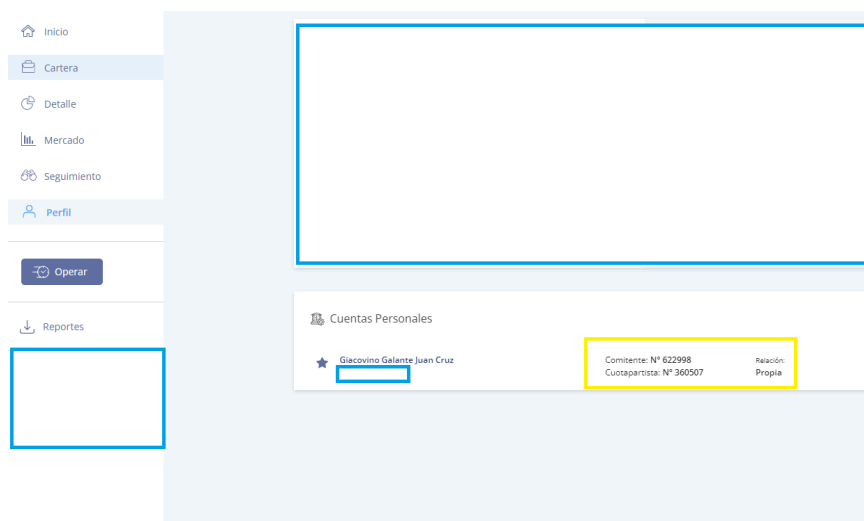 Inicio
Cartera
Detalle
Mercado
Seguimiento
Perfil
Operar
Reportes
Cuentas Personales
Giacovino Galante Juan Cruz
Comitente: N° 622998
Cuotapartista: N° 360507
Relación:
Propia